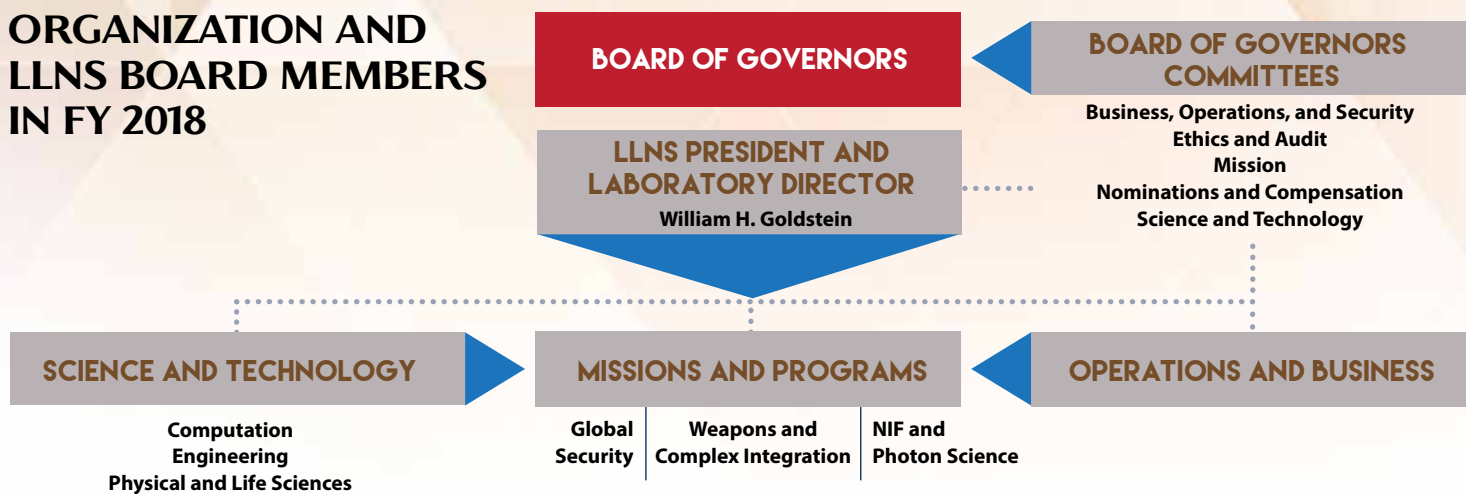 ORGANIZATION AND
LLNS BOARD MEMBERS
IN FY 2018
BOARD OF GOVERNORS
BOARD OF GOVERNORS
COMMITTEES
Business, Operations, and Security
Ethics and Audit
Mission
Nominations and Compensation
Science and Technology
LLNS PRESIDENT AND
LABORATORY DIRECTOR
William H. Goldstein
SCIENCE AND TECHNOLOGY
Computation
Engineering
Physical and Life Sciences
MISSIONS AND PROGRAMS
Global
Security
Weapons and
Complex Integration
NIF and
Photon Science
OPERATIONS AND BUSINESS